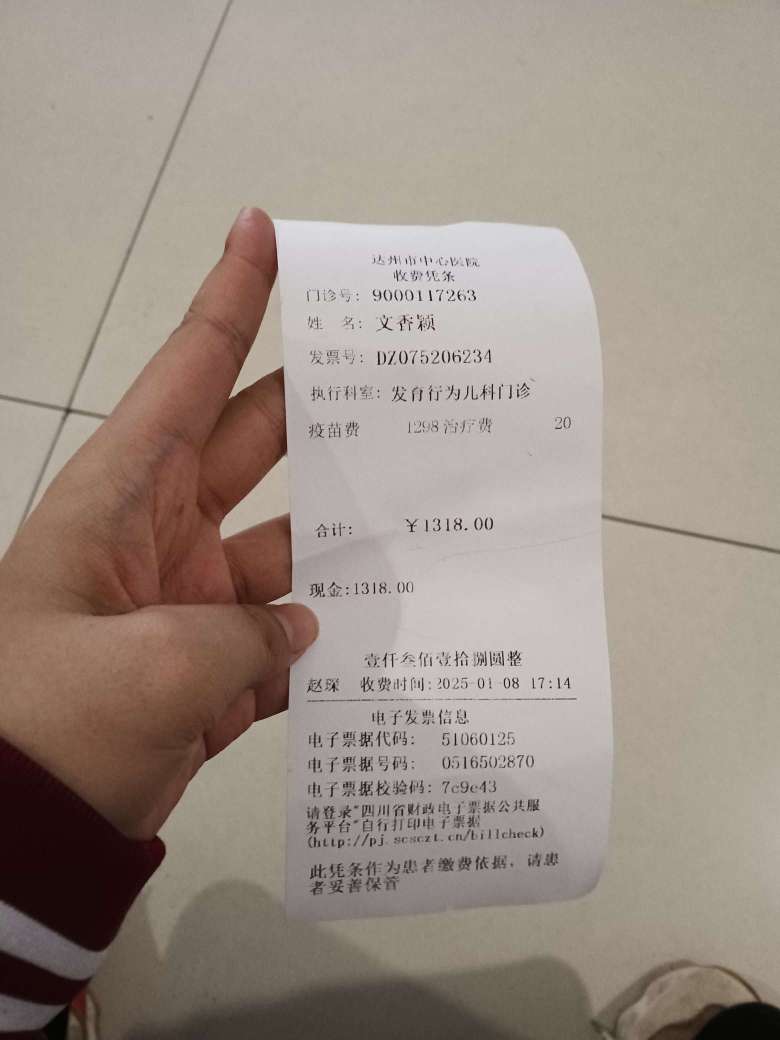 达州市中心医院
收费凭条
门诊号: 9000117263
姓 名: 文香颖
发票号: DZ075206234
执行科室: 发育行为儿科门诊
疫苗费 1298 治疗费 20
合计: ¥1318.00
现金:1318.00
壹仟叁佰壹拾捌圆整
赵琛 收费时间:2025-01-08 17:14
电子发票信息
电子票据代码: 51060125
电子票据号码: 0516502870
电子票据校验码: 7c9c43
请登录"四川省财政电子票据公共服
务平台"自行打印电子票据
(http://pj.scsczt.cn/billcheck)
此凭条作为患者缴费依据, 请患
者妥善保管